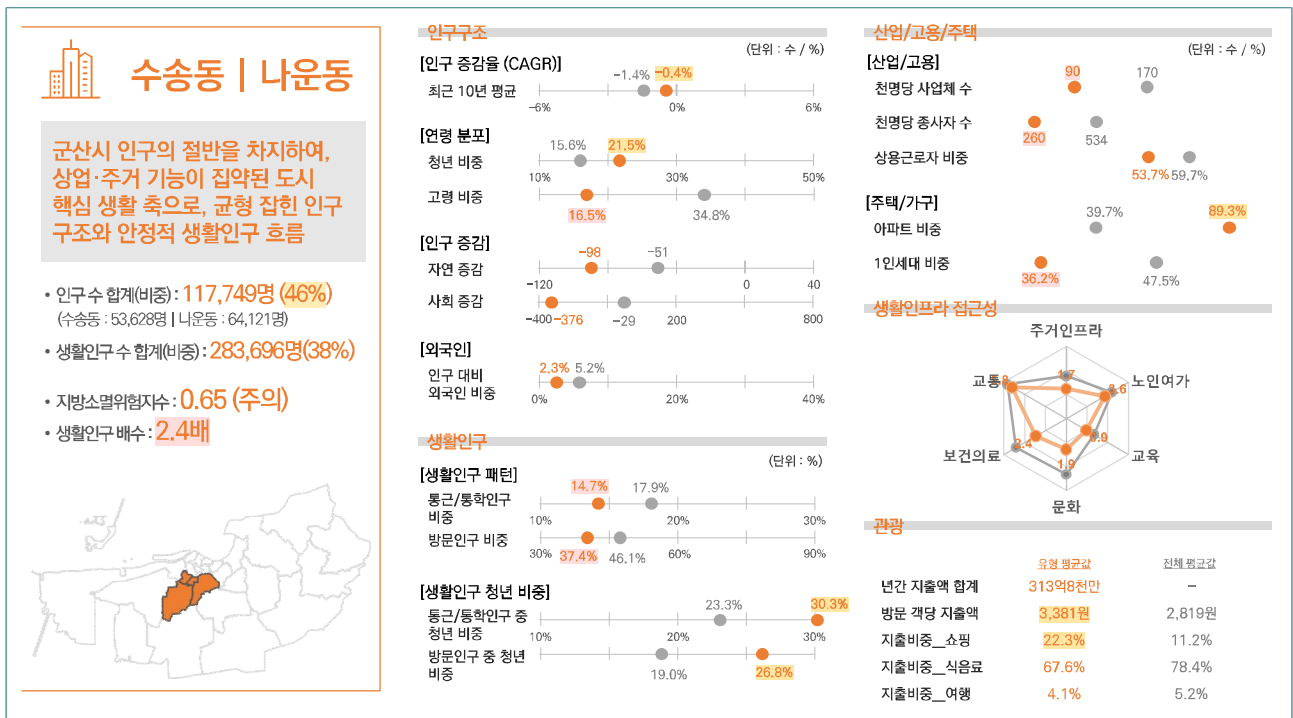 수송동 | 나운동
군산시 인구의 절반을 차지하여,
상업·주거 기능이 집약된 도시
핵심 생활 축으로, 균형 잡힌 인구
구조와 안정적 생활인구 흐름
• 인구 수 합계(비중) : 117,749명 (46%)
(수송동 : 53,628명 | 나운동 : 64,121명)
• 생활인구 수 합계(비중) : 283,696명(38%)
• 지방소멸위험지수 : 0.65 (주의)
• 생활인구 배수 : 2.4배
인구구조
(단위 : 수 / %)
[인구 증감율 (CAGR)]
-1.4% -0.4%
최근 10년 평균
-6% 0% 6%
[연령 분포]
15.6% 21.5%
청년 비중
10% 30% 50%
고령 비중
16.5% 34.8%
[인구 증감]
-98 -51
자연 증감
-120 0 40
사회 증감
-400 -376 -29 200 800
[외국인]
2.3% 5.2%
인구 대비
외국인 비중
0% 20% 40%
생활인구
(단위 : %)
[생활인구 패턴]
14.7% 17.9%
통근/통학인구
비중
10% 20% 30%
방문인구 비중
30% 37.4% 46.1% 60% 90%
[생활인구 청년 비중]
23.3% 30.3%
통근/통학인구 중
청년 비중
10% 20% 30%
방문인구 중 청년
비중
19.0% 26.8%
산업/고용/주택
(단위 : 수 / %)
[산업/고용]
90 170
천명당 사업체 수
천명당 종사자 수
260 534
상용근로자 비중
53.7% 59.7%
[주택/가구]
39.7% 89.3%
아파트 비중
1인세대 비중
36.2% 47.5%
생활인프라 접근성
주거인프라
1.7
교통
노인여가
3.6
2.4
0.9
보건의료
교육
1.9
문화
관광
유형 평균값 전체 평균값
년간 지출액 합계 313억8천만 –
방문 객당 지출액 3,381원 2,819원
지출비중__쇼핑 22.3% 11.2%
지출비중__식음료 67.6% 78.4%
지출비중__여행 4.1% 5.2%